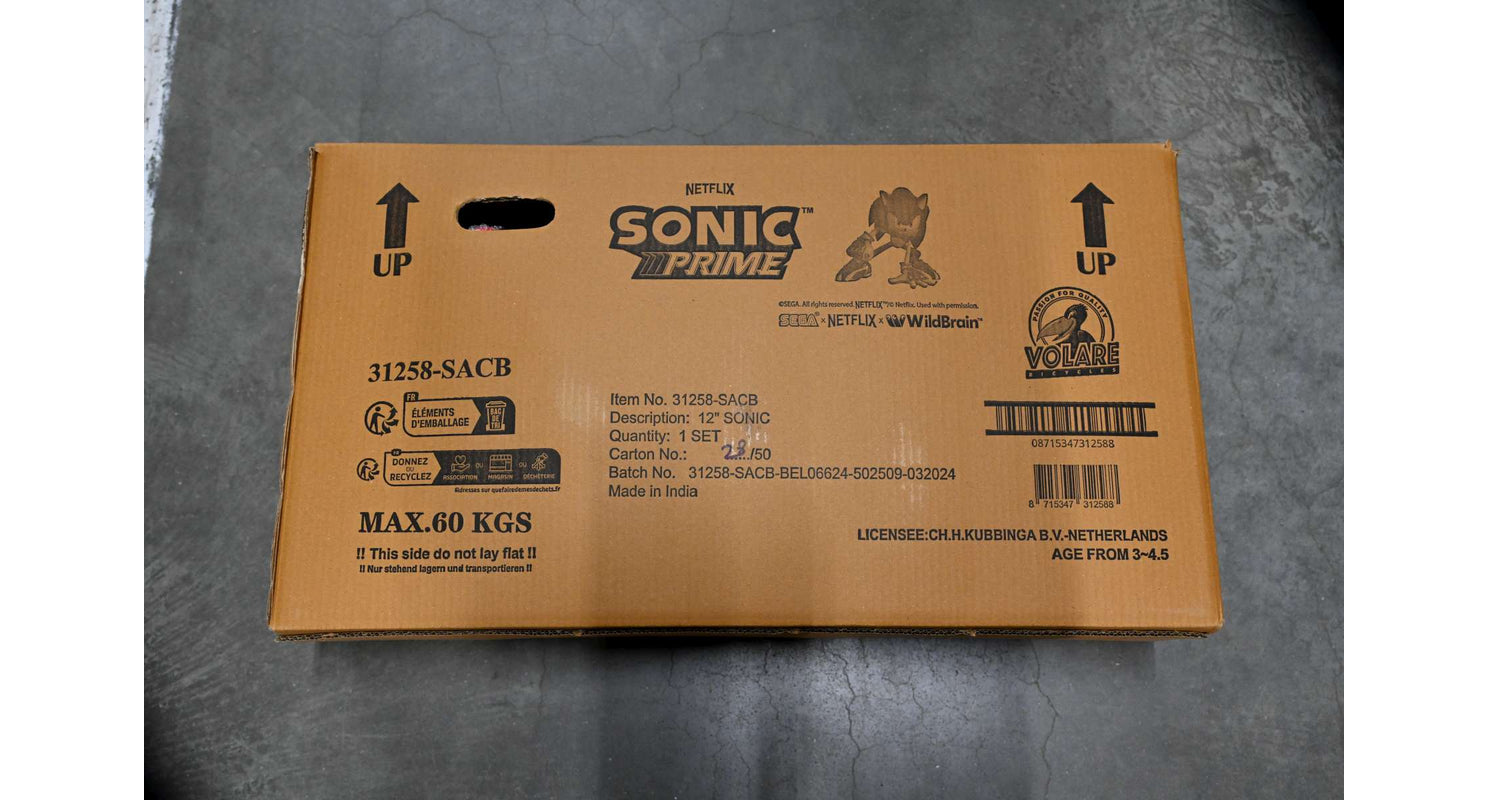 UP
NETFLIX
SONIC™
PRIME
UP
©SEGA. All rights reserved. NETFLIX™/© Netflix. Used with permission.
SEGA® x NETFLIX x WildBrain™
PASSION FOR QUALITY
VOLARE
BICYCLES
31258-SACB
FR
ÉLÉMENTS
D'EMBALLAGE
BAC
DE
TRI
DONNEZ
OU
RECYCLEZ
ASSOCIATION OU MAGASIN OU DÉCHÈTERIE
Adresses sur quefairedemesdechets.fr
Item No. 31258-SACB
Description: 12" SONIC
Quantity: 1 SET
Carton No.: 28/50
Batch No. 31258-SACB-BEL06624-502509-032024
Made in India
08715347312588
8 715347 312588
MAX.60 KGS
!! This side do not lay flat !!
!! Nur stehend lagern und transportieren !!
LICENSEE:CH.H.KUBBINGA B.V.-NETHERLANDS
AGE FROM 3~4.5